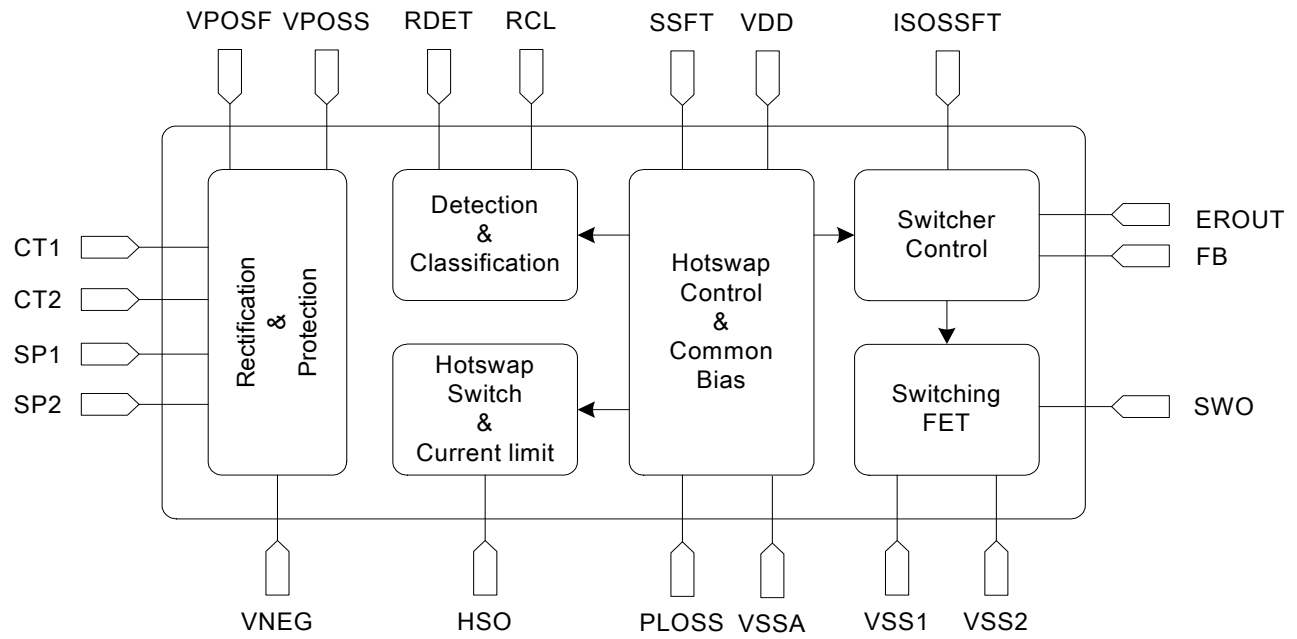 VPOSF
VPOSS
RDET
RCL
SSFT
VDD
ISOSSFT
CT1
CT2
SP1
SP2
Rectification
&
Protection
Detection
&
Classification
Hotswap
Switch
&
Current limit
Hotswap
Control
&
Common
Bias
Switcher
Control
Switching
FET
EROUT
FB
SWO
VNEG
HSO
PLOSS
VSSA
VSS1
VSS2